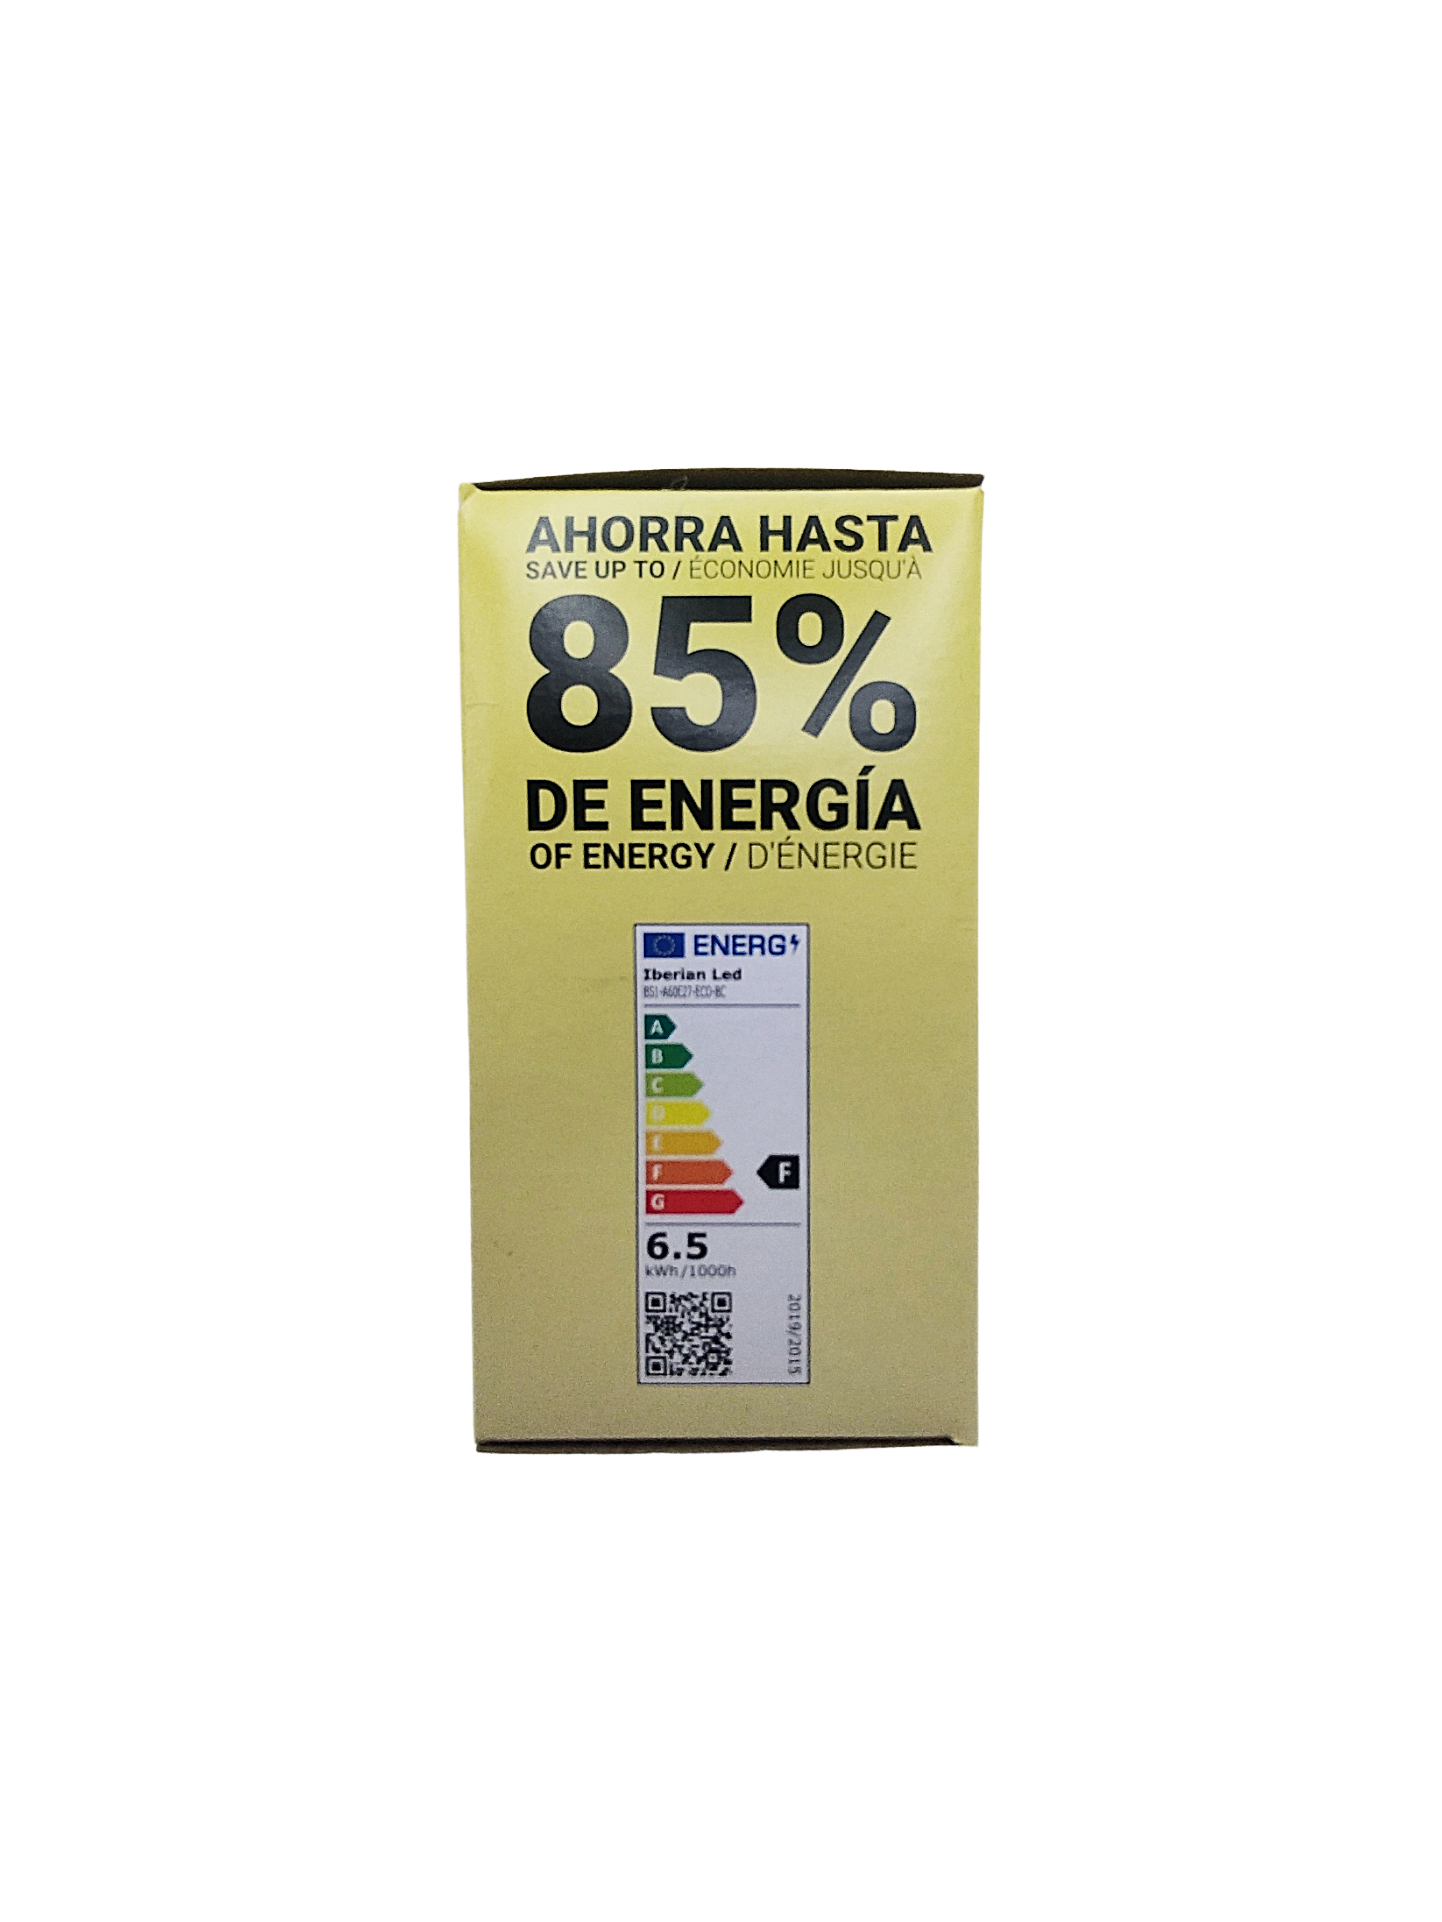 AHORRA HASTA
SAVE UP TO / ÉCONOMIE JUSQU'À
85%
DE ENERGÍA
OF ENERGY / D'ÉNERGIE
ENERG
Iberian Led
BS1-A60E27-ECO-BC
A
B
C
D
E
F
F
G
6.5
kWh/1000h
2019/2015